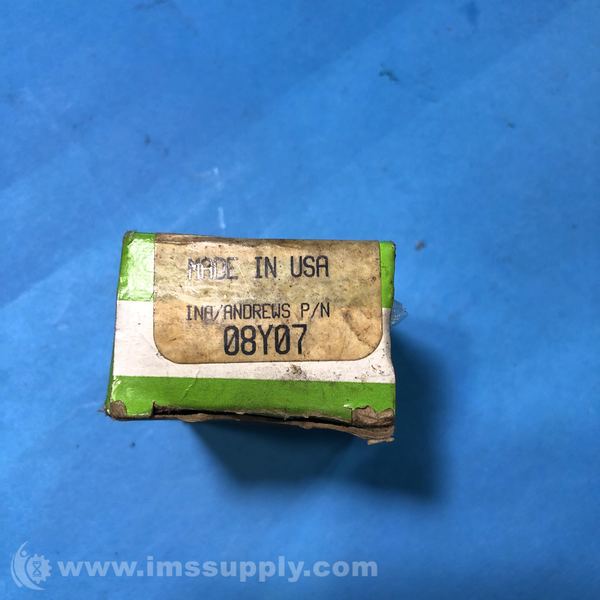 MADE IN USA
INA/ANDREWS P/N
08Y07
www.imssupply.com